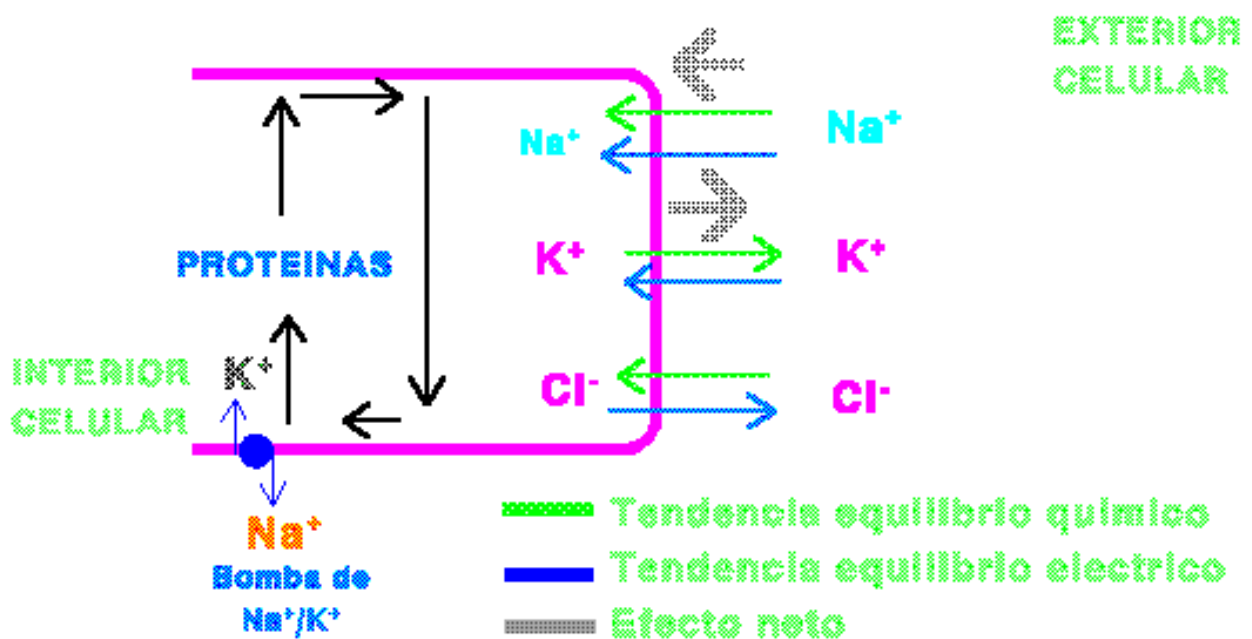 EXTERIOR
CELULAR
Na⁺
Na⁺
K⁺
K⁺
PROTEINAS
INTERIOR
CELULAR
K⁺
Cl⁻
Cl⁻
Na⁺
Bomba de
Na⁺/K⁺
Tendencia equilibrio quimico
Tendencia equilibrio electrico
Efecto neto